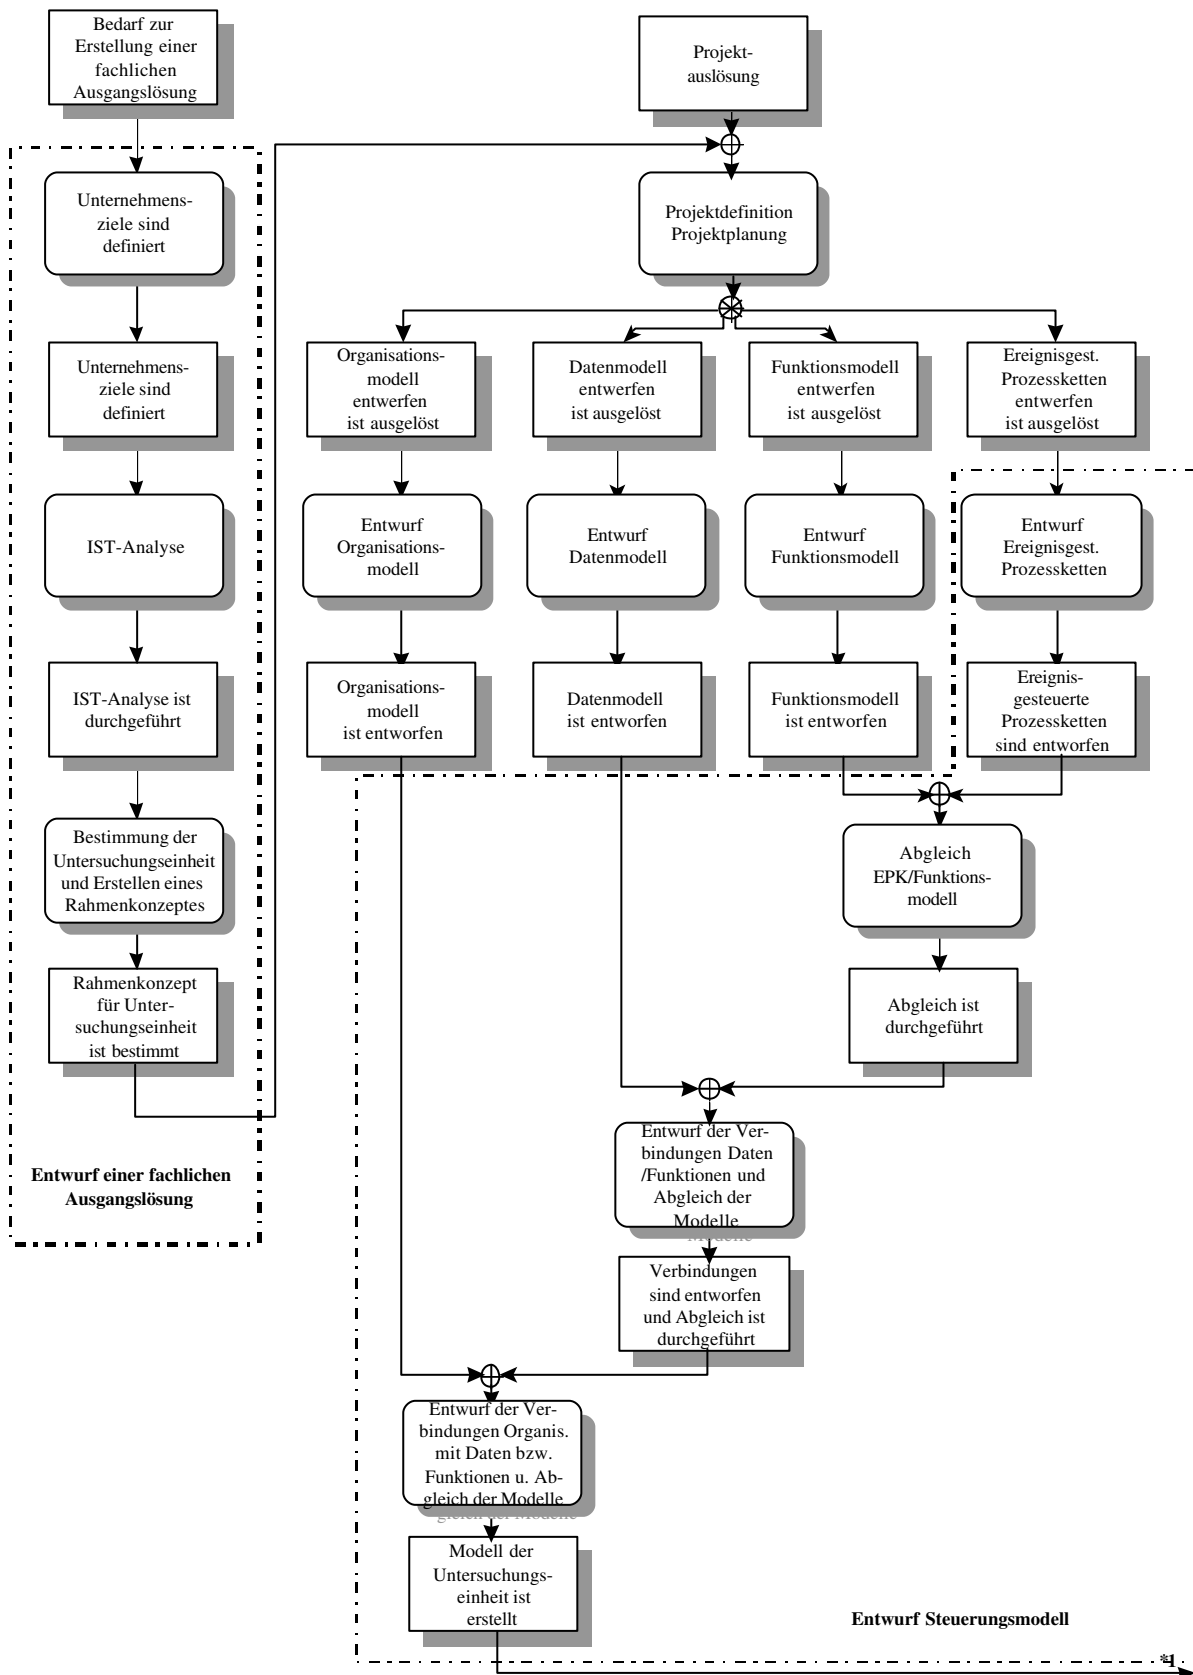 Bedarf zur
Erstellung einer
fachlichen
Ausgangslösung
Projekt-
auslösung
Unternehmens-
ziele sind
definiert
Projektdefinition
Projektplanung
Unternehmens-
ziele sind
definiert
Organisations-
modell
entwerfen
ist ausgelöst
Datenmodell
entwerfen
ist ausgelöst
Funktionsmodell
entwerfen
ist ausgelöst
Ereignisgest.
Prozessketten
entwerfen
ist ausgelöst
IST-Analyse
Entwurf
Organisations-
modell
Entwurf
Datenmodell
Entwurf
Funktionsmodell
Entwurf
Ereignisgest.
Prozessketten
IST-Analyse ist
durchgeführt
Organisations-
modell
ist entworfen
Datenmodell
ist entworfen
Funktionsmodell
ist entworfen
Ereignis-
gesteuerte
Prozessketten
sind entworfen
Bestimmung der
Untersuchungseinheit
und Erstellen eines
Rahmenkonzeptes
Abgleich
EPK/Funktions-
modell
Rahmenkonzept
für Unter-
suchungseinheit
ist bestimmt
Abgleich ist
durchgeführt
Entwurf einer fachlichen
Ausgangslösung
Entwurf der Ver-
bindungen Daten
/Funktionen und
Abgleich der
Modelle
Verbindungen
sind entworfen
und Abgleich ist
durchgeführt
Entwurf der Ver-
bindungen Organis.
mit Daten bzw.
Funktionen u. Ab-
gleich der Modelle
Modell der
Untersuchungs-
einheit ist
erstellt
Entwurf Steuerungsmodell
*1